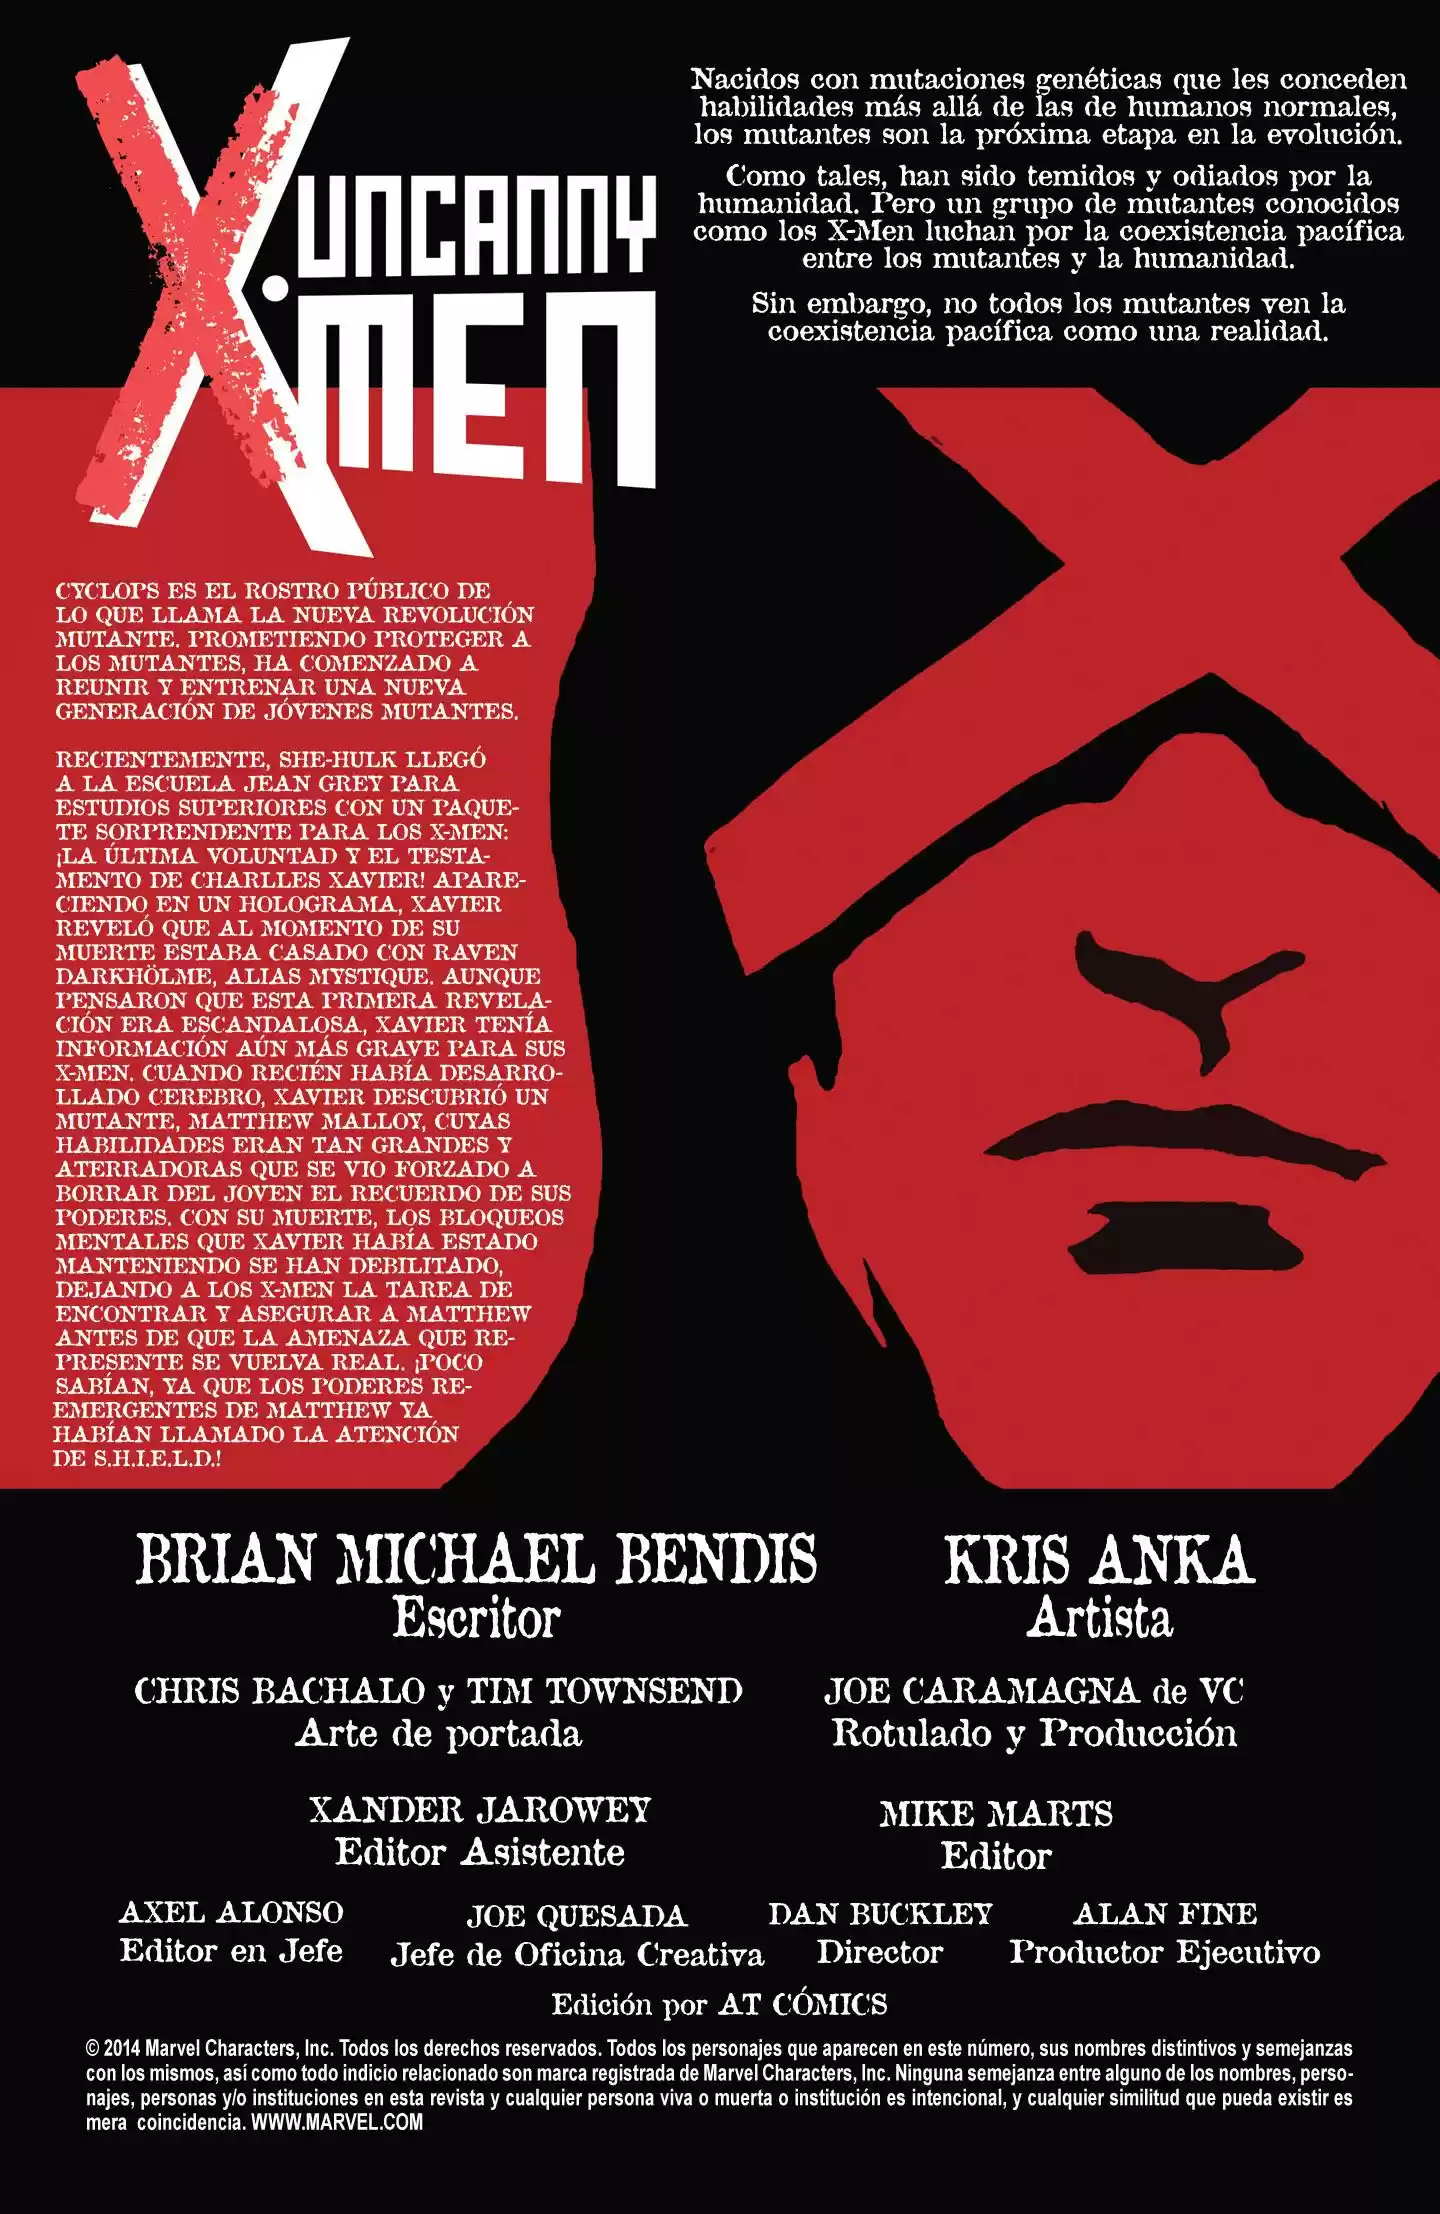 UNCANNY
X-MEN
Nacidos con mutaciones genéticas que les conceden
habilidades más allá de las de humanos normales,
los mutantes son la próxima etapa en la evolución.
Como tales, han sido temidos y odiados por la
humanidad. Pero un grupo de mutantes conocidos
como los X-Men luchan por la coexistencia pacífica
entre los mutantes y la humanidad.
Sin embargo, no todos los mutantes ven la
coexistencia pacífica como una realidad.
CYCLOPS ES EL ROSTRO PÚBLICO DE
LO QUE LLAMA LA NUEVA REVOLUCIÓN
MUTANTE. PROMETIENDO PROTEGER A
LOS MUTANTES, HA COMENZADO A
REUNIR Y ENTRENAR UNA NUEVA
GENERACIÓN DE JÓVENES MUTANTES.
RECIENTEMENTE, SHE-HULK LLEGÓ
A LA ESCUELA JEAN GREY PARA
ESTUDIOS SUPERIORES CON UN PAQUE-
TE SORPRENDENTE PARA LOS X-MEN:
¡LA ÚLTIMA VOLUNTAD Y EL TESTA-
MENTO DE CHARLLES XAVIER! APARE-
CIENDO EN UN HOLOGRAMA, XAVIER
REVELÓ QUE AL MOMENTO DE SU
MUERTE ESTABA CASADO CON RAVEN
DARKHÖLME, ALIAS MYSTIQUE. AUNQUE
PENSARON QUE ESTA PRIMERA REVELA-
CIÓN ERA ESCANDALOSA, XAVIER TENÍA
INFORMACIÓN AÚN MÁS GRAVE PARA SUS
X-MEN. CUANDO RECIÉN HABÍA DESARRO-
LLADO CEREBRO, XAVIER DESCUBRIÓ UN
MUTANTE, MATTHEW MALLOY, CUYAS
HABILIDADES ERAN TAN GRANDES Y
ATERRADORAS QUE SE VIO FORZADO A
BORRAR DEL JOVEN EL RECUERDO DE SUS
PODERES. CON SU MUERTE, LOS BLOQUEOS
MENTALES QUE XAVIER HABÍA ESTADO
MANTENIENDO SE HAN DEBILITADO,
DEJANDO A LOS X-MEN LA TAREA DE
ENCONTRAR Y ASEGURAR A MATTHEW
ANTES DE QUE LA AMENAZA QUE RE-
PRESENTE SE VUELVA REAL. ¡POCO
SABÍAN, YA QUE LOS PODERES RE-
EMERGENTES DE MATTHEW YA
HABÍAN LLAMADO LA ATENCIÓN
DE S.H.I.E.L.D.!
BRIAN MICHAEL BENDIS
Escritor
KRIS ANKA
Artista
CHRIS BACHALO y TIM TOWNSEND
Arte de portada
JOE CARAMAGNA de VC
Rotulado y Producción
XANDER JAROWEY
Editor Asistente
MIKE MARTS
Editor
AXEL ALONSO
Editor en Jefe
JOE QUESADA
Jefe de Oficina Creativa
DAN BUCKLEY
Director
ALAN FINE
Productor Ejecutivo
Edición por AT CÓMICS
© 2014 Marvel Characters, Inc. Todos los derechos reservados. Todos los personajes que aparecen en este número, sus nombres distintivos y semejanzas
con los mismos, así como todo indicio relacionado son marca registrada de Marvel Characters, Inc. Ninguna semejanza entre alguno de los nombres, perso-
najes, personas y/o instituciones en esta revista y cualquier persona viva o muerta o institución es intencional, y cualquier similitud que pueda existir es
mera coincidencia. WWW.MARVEL.COM